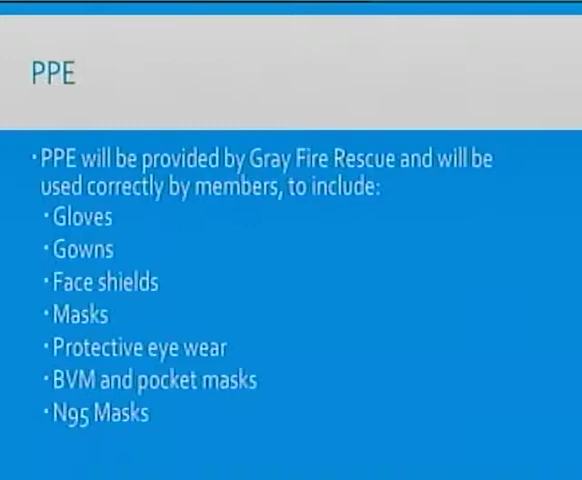 PPE
· PPE will be provided by Gray Fire Rescue and will be
used correctly by members, to include:
· Gloves
· Gowns
· Face shields
· Masks
· Protective eye wear
· BVM and pocket masks
· N95 Masks